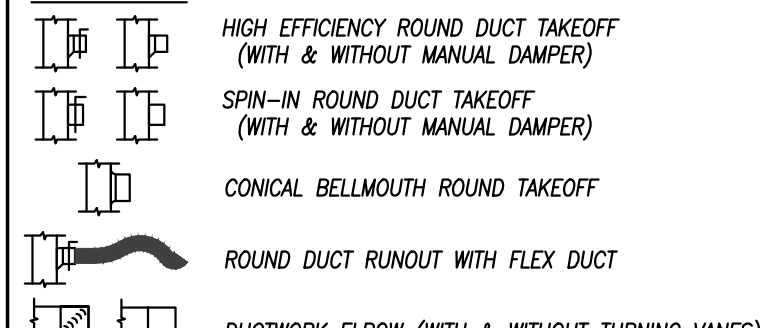 HIGH EFFICIENCY ROUND DUCT TAKEOFF
(WITH & WITHOUT MANUAL DAMPER)
SPIN-IN ROUND DUCT TAKEOFF
(WITH & WITHOUT MANUAL DAMPER)
CONICAL BELLMOUTH ROUND TAKEOFF
ROUND DUCT RUNOUT WITH FLEX DUCT
DUCTWORK ELBOW (WITH & WITHOUT TURNING VANES)